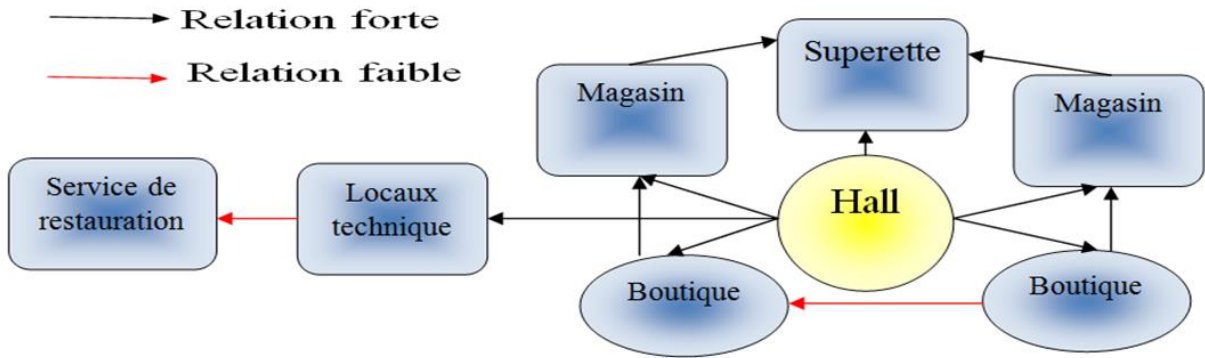 Relation forte
Relation faible
Superette
Magasin
Magasin
Service de
restauration
Locaux
technique
Hall
Boutique
Boutique